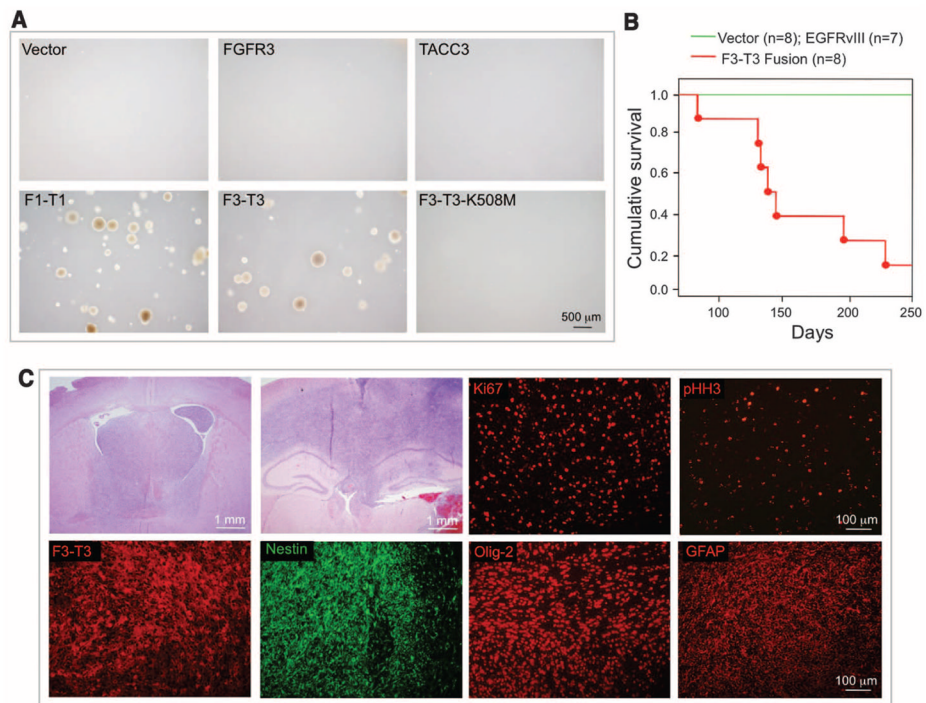 A
Vector
FGFR3
TACC3
F1-T1
F3-T3
F3-T3-K508M
500 µm
B
Vector (n=8); EGFRvIII (n=7)
F3-T3 Fusion (n=8)
Cumulative survival
1.0
0.8
0.6
0.4
0.2
0.0
100
150
200
250
Days
C
1 mm
1 mm
Ki67
pHH3
100 µm
F3-T3
Nestin
Olig-2
GFAP
100 µm